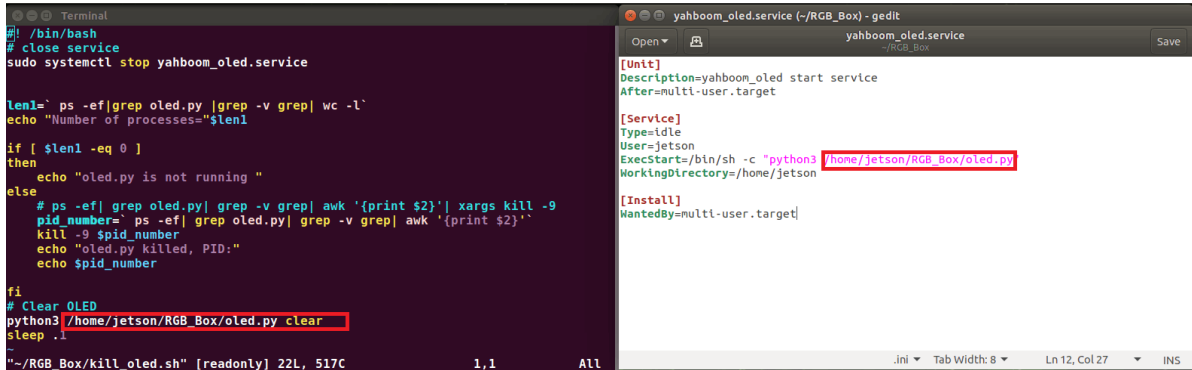 Terminal
#! /bin/bash
# close service
sudo systemctl stop yahboom_oled.service
len1=` ps -ef|grep oled.py |grep -v grep| wc -l`
echo "Number of processes="$len1
if [ $len1 -eq 0 ]
then
    echo "oled.py is not running "
else
    # ps -ef| grep oled.py| grep -v grep| awk '{print $2}'| xargs kill -9
    pid_number=` ps -ef| grep oled.py| grep -v grep| awk '{print $2}'`
    kill -9 $pid_number
    echo "oled.py killed, PID:"
    echo $pid_number
fi
# Clear OLED
python3 /home/jetson/RGB_Box/oled.py clear
sleep .1
~
"~/RGB_Box/kill_oled.sh" [readonly] 22L, 517C 1,1 All
yahboom_oled.service (~/RGB_Box) - gedit
Open yahboom_oled.service Save
~/RGB_Box
[Unit]
Description=yahboom_oled start service
After=multi-user.target
[Service]
Type=idle
User=jetson
ExecStart=/bin/sh -c "python3 /home/jetson/RGB_Box/oled.py"
WorkingDirectory=/home/jetson
[Install]
WantedBy=multi-user.target
.ini Tab Width: 8 Ln 12, Col 27 INS